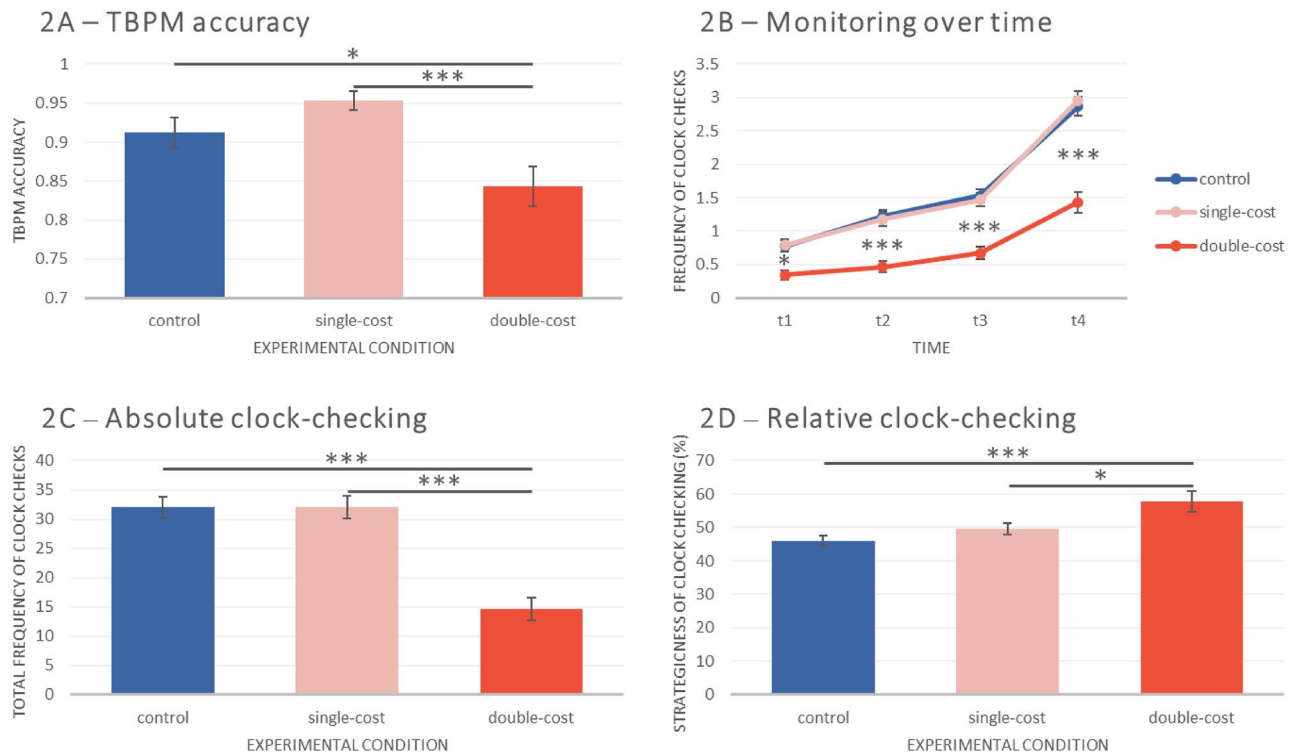 2A – TBPM accuracy
TBPM ACCURACY
1
0.95
0.9
0.85
0.8
0.75
0.7
*
***
control
single-cost
double-cost
EXPERIMENTAL CONDITION
2B – Monitoring over time
FREQUENCY OF CLOCK CHECKS
3.5
3
2.5
2
1.5
1
0.5
0
*
***
***
***
t1
t2
t3
t4
TIME
control
single-cost
double-cost
2C – Absolute clock-checking
TOTAL FREQUENCY OF CLOCK CHECKS
40
35
30
25
20
15
10
5
0
***
***
control
single-cost
double-cost
EXPERIMENTAL CONDITION
2D – Relative clock-checking
STRATEGICNESS OF CLOCK CHECKING (%)
70
60
50
40
30
20
10
0
***
*
control
single-cost
double-cost
EXPERIMENTAL CONDITION